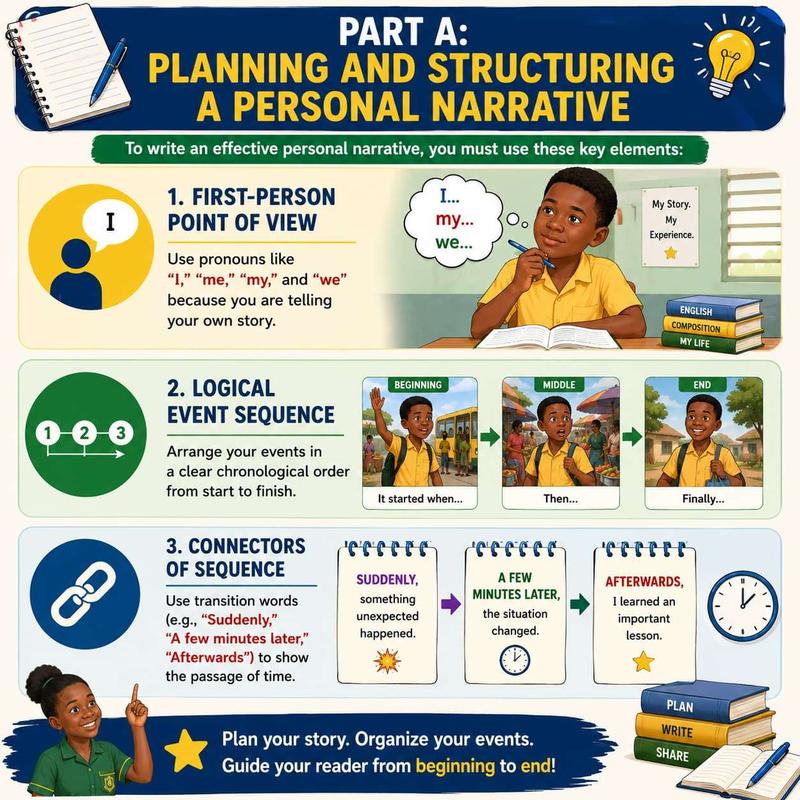 PART A:
PLANNING AND STRUCTURING
A PERSONAL NARRATIVE
To write an effective personal narrative, you must use these key elements:
I
1. FIRST-PERSON
POINT OF VIEW
Use pronouns like
“I,” “me,” “my,” and “we”
because you are telling
your own story.
I...
my...
we...
My Story.
My
Experience.
ENGLISH
COMPOSITION
MY LIFE
1 2 3
2. LOGICAL
EVENT SEQUENCE
Arrange your events in
a clear chronological order
from start to finish.
BEGINNING
It started when...
MIDDLE
Then...
END
Finally...
3. CONNECTORS
OF SEQUENCE
Use transition words
(e.g., “Suddenly,”
“A few minutes later,”
“Afterwards”) to show
the passage of time.
SUDDENLY,
something
unexpected
happened.
A FEW
MINUTES LATER,
the situation
changed.
AFTERWARDS,
I learned an
important
lesson.
Plan your story. Organize your events.
Guide your reader from beginning to end!
PLAN
WRITE
SHARE